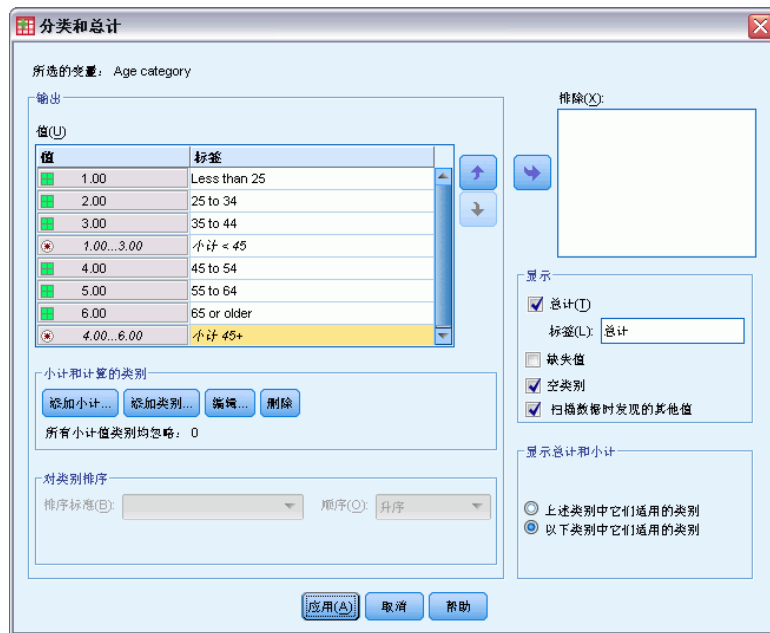 分类和总计
所选的变量： Age category
输出
值(U)
值 标签
1.00 Less than 25
2.00 25 to 34
3.00 35 to 44
1.00...3.00 小计 < 45
4.00 45 to 54
5.00 55 to 64
6.00 65 or older
4.00...6.00 小计 45+
小计和计算的类别
添加小计... 添加类别... 编辑... 删除
所有小计值类别均忽略： 0
对类别排序
排序标准(B): 顺序(O): 升序
排除(X):
显示
总计(T)
标签(L): 总计
缺失值
空类别
扫描数据时发现的其他值
显示总计和小计
上述类别中它们适用的类别
以下类别中它们适用的类别
应用(A) 取消 帮助